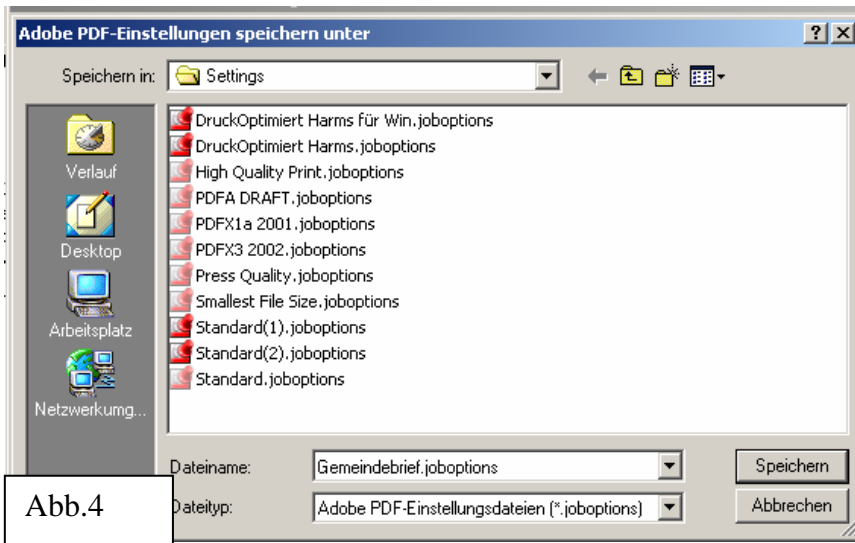 Adobe PDF-Einstellungen speichern unter
Speichern in: Settings
DruckOptimiert Harms für Win.joboptions
DruckOptimiert Harms.joboptions
High Quality Print.joboptions
PDFA DRAFT.joboptions
PDFX1a 2001.joboptions
PDFX3 2002.joboptions
Press Quality.joboptions
Smallest File Size.joboptions
Standard(1).joboptions
Standard(2).joboptions
Standard.joboptions
Verlauf
Desktop
Arbeitsplatz
Netzwerkumg...
Dateiname: Gemeindebrief.joboptions Speichern
Dateityp: Adobe PDF-Einstellungsdateien (*.joboptions) Abbrechen
Abb.4